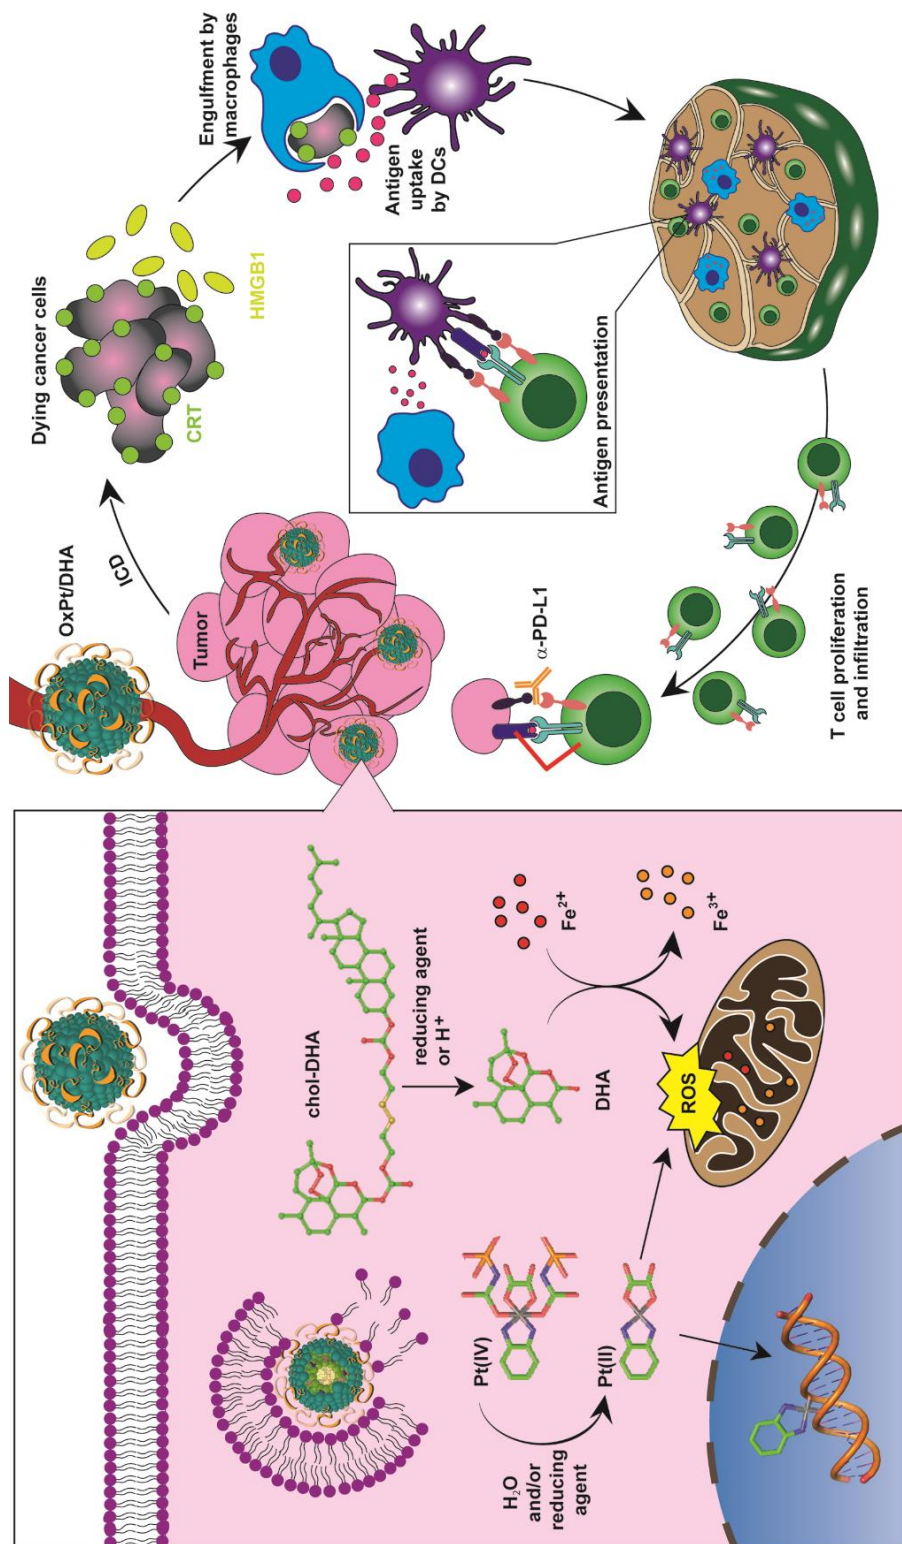 OxPt/DHA
Tumor
ICD
Dying cancer cells
CRT
HMGB1
Engulfment by
macrophages
Antigen
uptake
by DCs
Antigen presentation
T cell proliferation
and infiltration
α-PD-L1
chol-DHA
reducing agent
or H⁺
DHA
Fe²⁺
Fe³⁺
ROS
Pt(IV)
H₂O
and/or
reducing
agent
Pt(II)